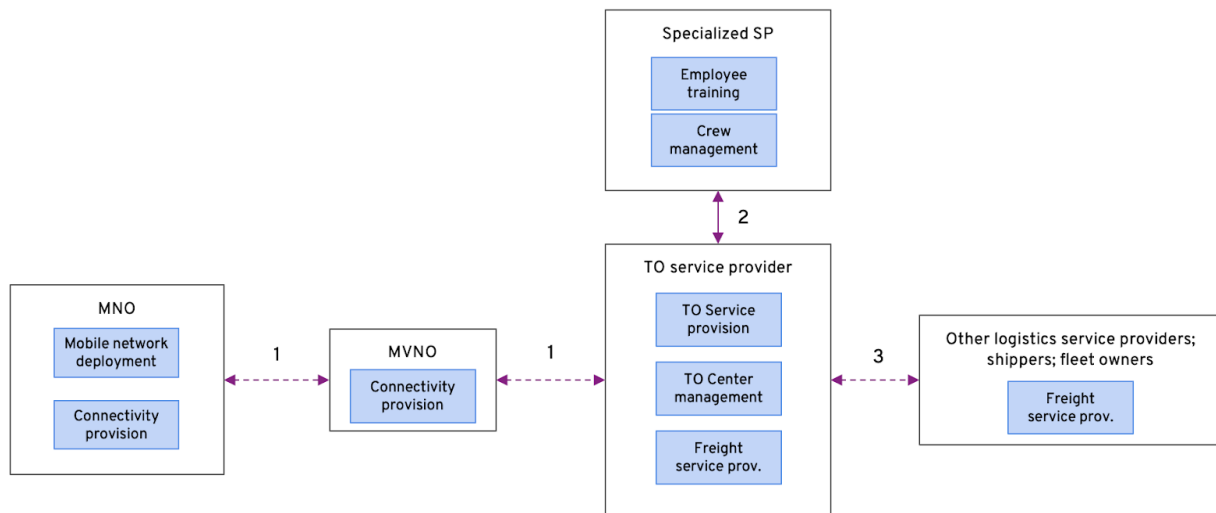 Specialized SP
Employee
training
Crew
management
2
TO service provider
TO Service
provision
TO Center
management
Freight
service prov.
MNO
Mobile network
deployment
Connectivity
provision
1
MVNO
Connectivity
provision
1
3
Other logistics service providers;
shippers; fleet owners
Freight
service prov.